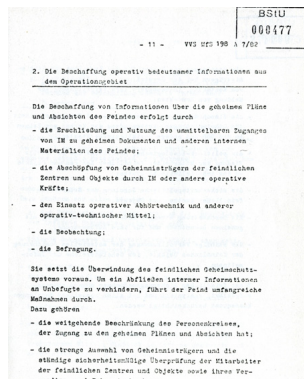 BStU
000477
- 11 - VVS MfS 198 A 7/82
2. Die Beschaffung operativ bedeutsamer Informationen aus
dem Operationsgebiet
Die Beschaffung von Informationen über die geheimen Pläne
und Absichten des Feindes erfolgt durch
- die Erschließung und Nutzung des unmittelbaren Zuganges
von IM zu geheimen Dokumenten und anderen internen
Materialien des Feindes;
- die Abschöpfung von Geheimnisträgern der feindlichen
Zentren und Objekte durch IM oder andere operative
Kräfte;
- den Einsatz operativer Abhörtechnik und anderer
operativ-technischer Mittel;
- die Beobachtung;
- die Befragung.
Sie setzt die Überwindung des feindlichen Geheimschutz-
systems voraus. Um ein Abfließen interner Informationen
an Unbefugte zu verhindern, führt der Feind umfangreiche
Maßnahmen durch.
Dazu gehören
- die weitgehende Beschränkung des Personenkreises,
der Zugang zu den geheimen Plänen und Absichten hat;
- die strenge Auswahl von Geheimnisträgern und die
ständige sicherheitsmäßige Überprüfung der Mitarbeiter
der feindlichen Zentren und Objekte sowie ihres Ver-